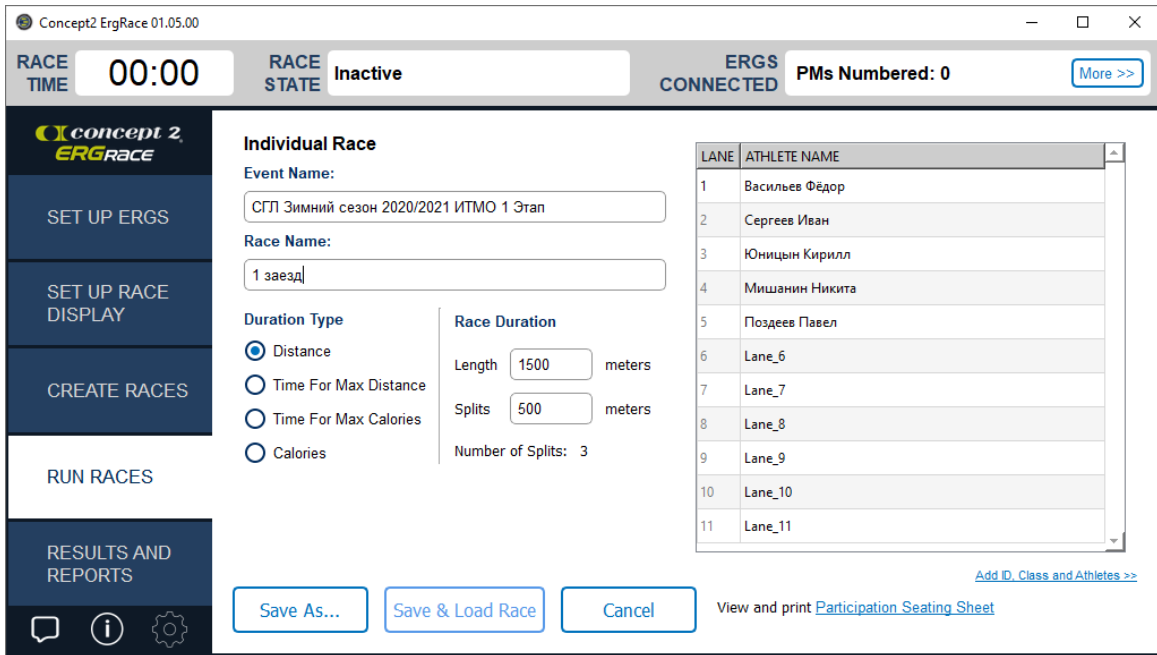 Concept2 ErgRace 01.05.00
RACE TIME
00:00
RACE STATE
Inactive
ERGS CONNECTED
PMs Numbered: 0
More >>
concept 2
ERGRACE
SET UP ERGS
SET UP RACE DISPLAY
CREATE RACES
RUN RACES
RESULTS AND REPORTS
Individual Race
Event Name:
СГЛ Зимний сезон 2020/2021 ИТМО 1 Этап
Race Name:
1 заезд
Duration Type
Distance
Time For Max Distance
Time For Max Calories
Calories
Race Duration
Length 1500 meters
Splits 500 meters
Number of Splits: 3
LANE ATHLETE NAME
1 Васильев Фёдор
2 Сергеев Иван
3 Юницын Кирилл
4 Мишанин Никита
5 Поздеев Павел
6 Lane_6
7 Lane_7
8 Lane_8
9 Lane_9
10 Lane_10
11 Lane_11
Add ID, Class and Athletes >>
Save As...
Save & Load Race
Cancel
View and print Participation Seating Sheet